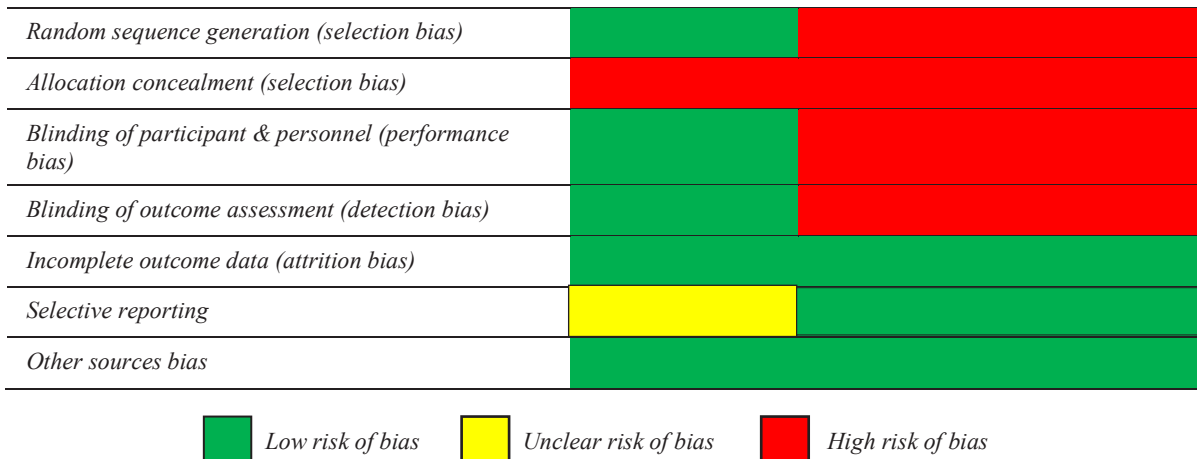 Random sequence generation (selection bias)
Allocation concealment (selection bias)
Blinding of participant & personnel (performance
bias)
Blinding of outcome assessment (detection bias)
Incomplete outcome data (attrition bias)
Selective reporting
Other sources bias
Low risk of bias Unclear risk of bias High risk of bias